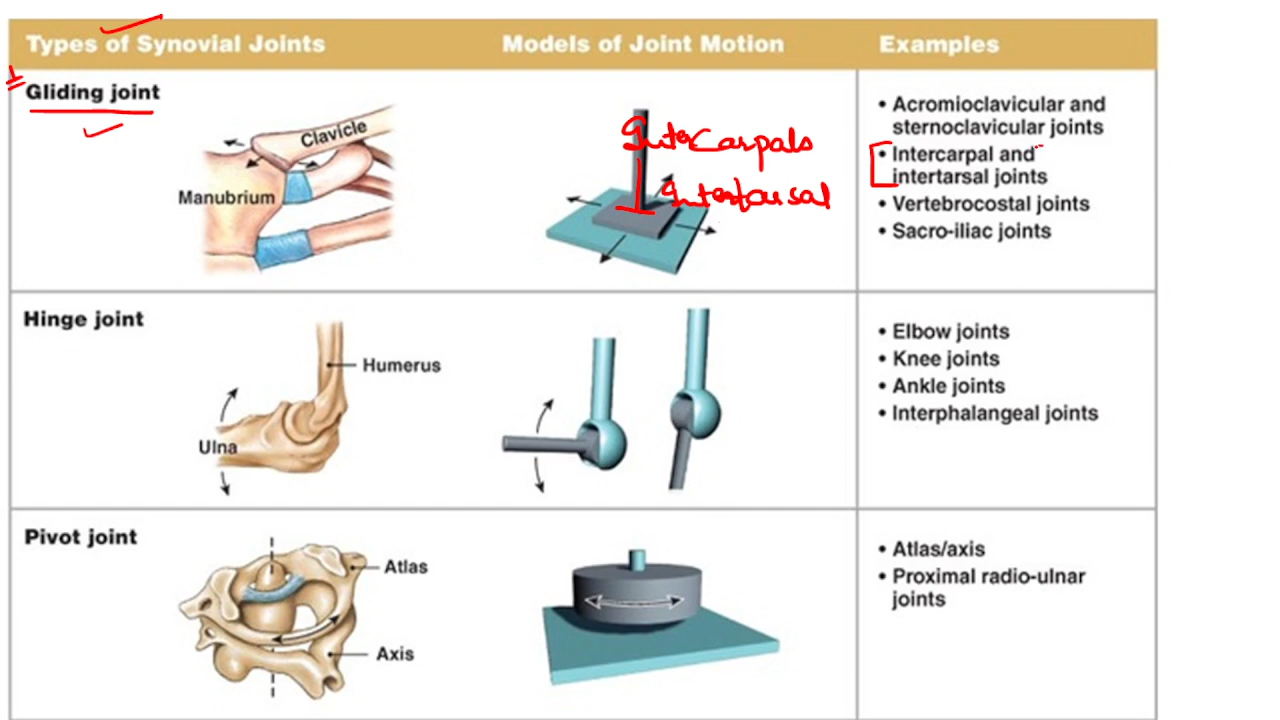 Types of Synovial Joints
Models of Joint Motion
Examples
1
Gliding joint
Clavicle
Manubrium
InterCarpals
Intertarsal
• Acromioclavicular and
sternoclavicular joints
• Intercarpal and
intertarsal joints
• Vertebrocostal joints
• Sacro-iliac joints
Hinge joint
Humerus
Ulna
• Elbow joints
• Knee joints
• Ankle joints
• Interphalangeal joints
Pivot joint
Atlas
Axis
• Atlas/axis
• Proximal radio-ulnar
joints